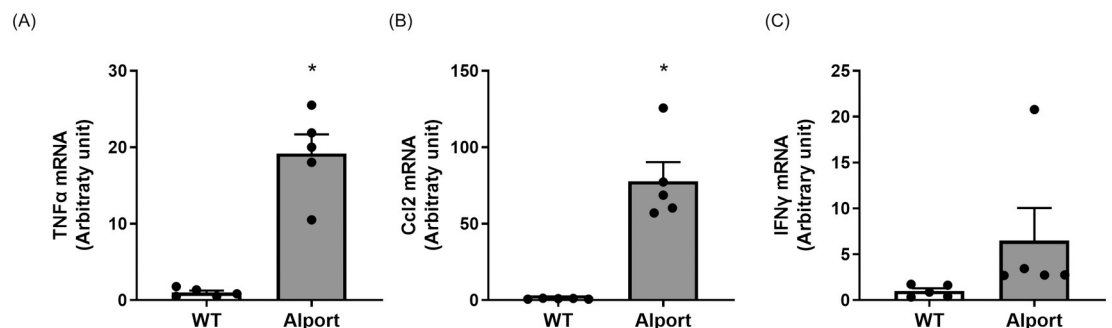 (A)
(B)
(C)
TNFα mRNA
(Arbitraty unit)
30
20
10
0
*
WT
Alport
Ccl2 mRNA
(Arbitraty unit)
150
100
50
0
*
WT
Alport
IFNγ mRNA
(Arbitrary unit)
25
20
15
10
5
0
WT
Alport